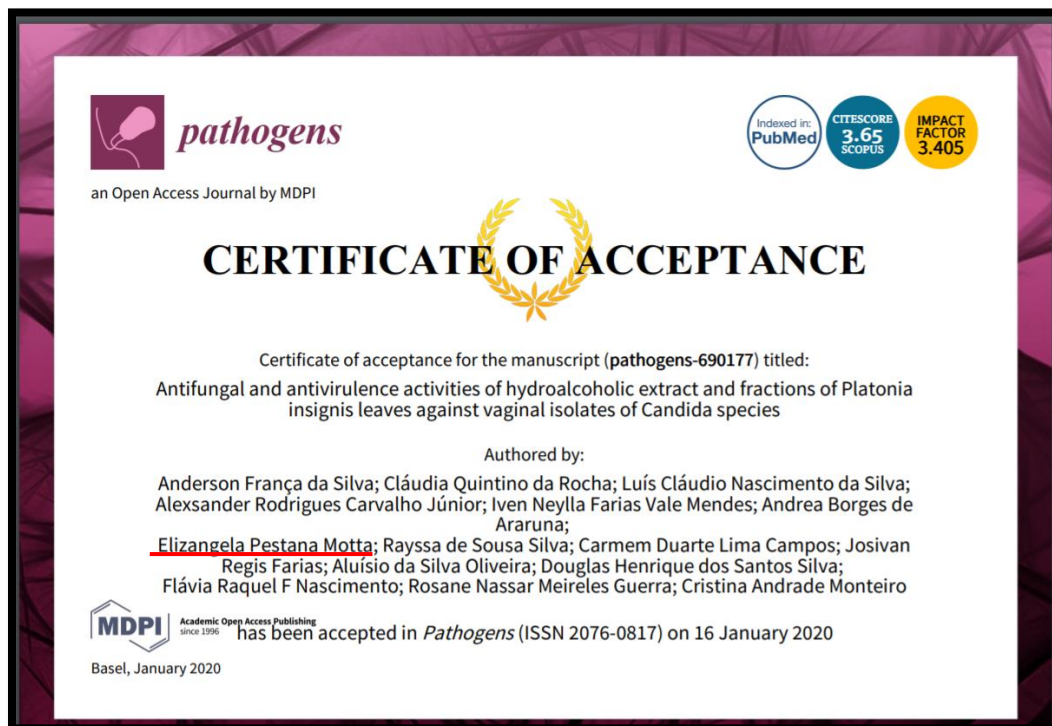 pathogens
Indexed in:
PubMed
CITESCORE
3.65
SCOPUS
IMPACT
FACTOR
3.405
an Open Access Journal by MDPI
CERTIFICATE OF ACCEPTANCE
Certificate of acceptance for the manuscript (pathogens-690177) titled:
Antifungal and antivirulence activities of hydroalcoholic extract and fractions of Platonia
insignis leaves against vaginal isolates of Candida species
Authored by:
Anderson França da Silva; Cláudia Quintino da Rocha; Luís Cláudio Nascimento da Silva;
Alexsander Rodrigues Carvalho Júnior; Iven Neylla Farias Vale Mendes; Andrea Borges de
Araruna;
Elizangela Pestana Motta; Rayssa de Sousa Silva; Carmem Duarte Lima Campos; Josivan
Regis Farias; Aluísio da Silva Oliveira; Douglas Henrique dos Santos Silva;
Flávia Raquel F Nascimento; Rosane Nassar Meireles Guerra; Cristina Andrade Monteiro
MDPI
Academic Open Access Publishing
since 1996
has been accepted in Pathogens (ISSN 2076-0817) on 16 January 2020
Basel, January 2020